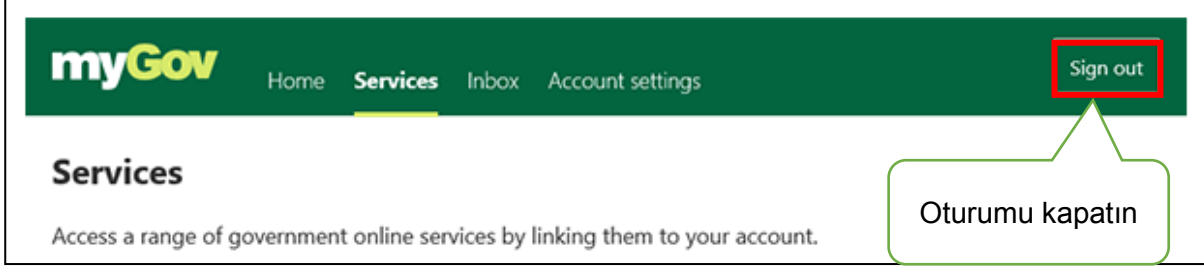 myGov Home Services Inbox Account settings Sign out
Services
Access a range of government online services by linking them to your account.
Oturumu kapatın